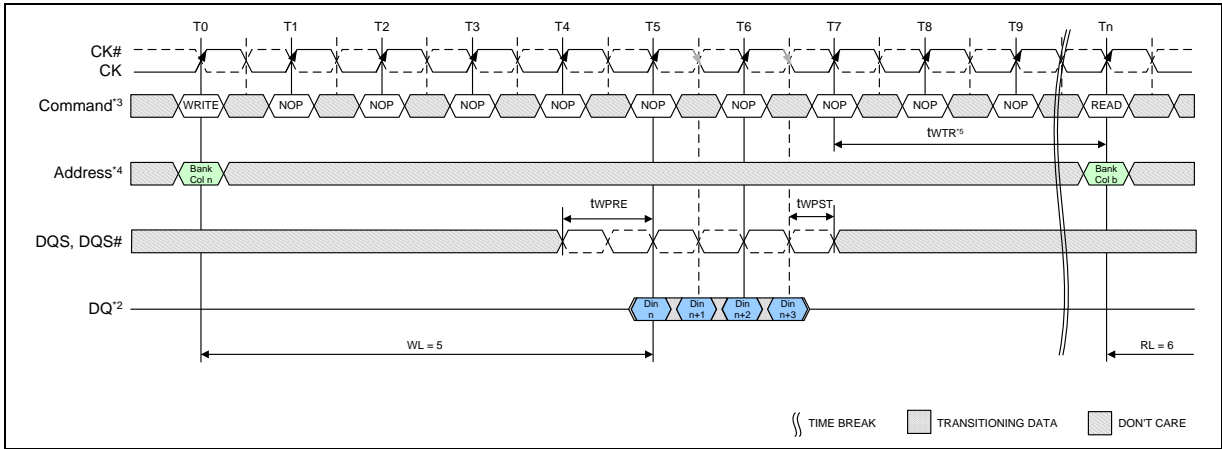 T0 T1 T2 T3 T4 T5 T6 T7 T8 T9 Tn
CK#
CK
Command*3 WRITE NOP NOP NOP NOP NOP NOP NOP NOP NOP READ
tWTR*5
Address*4 Bank Col n Bank Col b
tWPRE tWPST
DQS, DQS#
DQ*2 Din n Din n+1 Din n+2 Din n+3
WL = 5 RL = 6
TIME BREAK TRANSITIONING DATA DON'T CARE